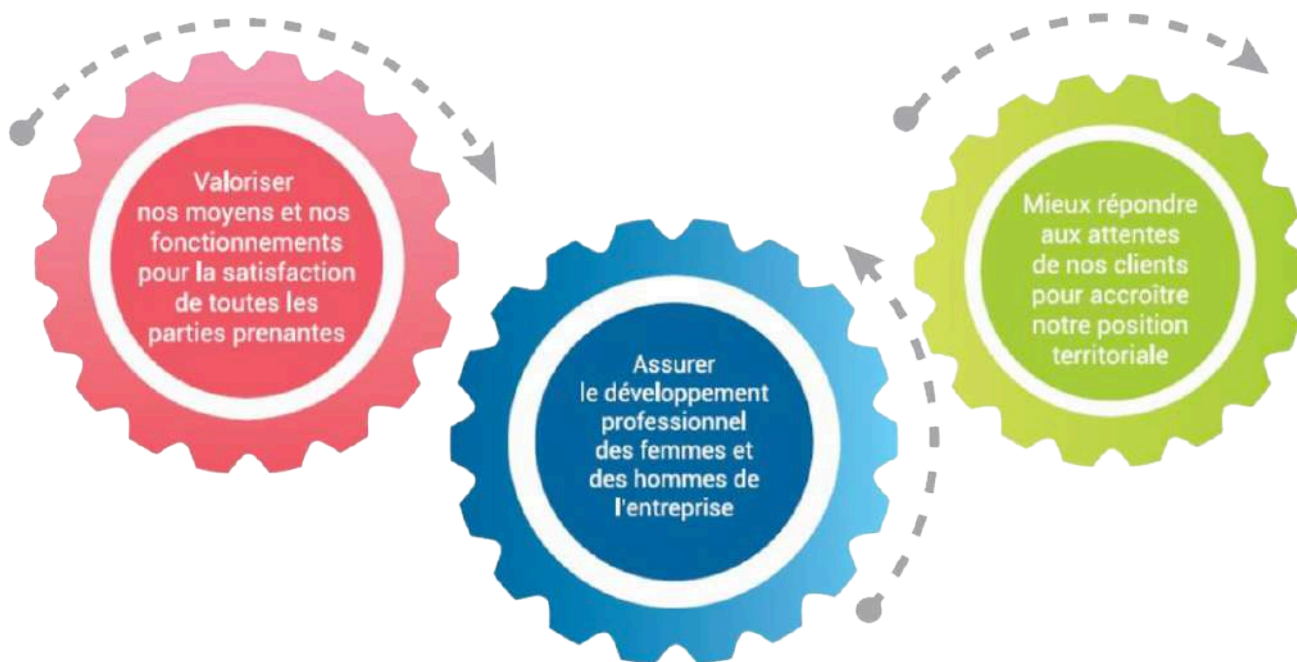 Valoriser
nos moyens et nos
fonctionnements
pour la satisfaction
de toutes les
parties prenantes
Assurer
le développement
professionnel
des femmes et
des hommes de
l'entreprise
Mieux répondre
aux attentes
de nos clients
pour accroître
notre position
territoriale